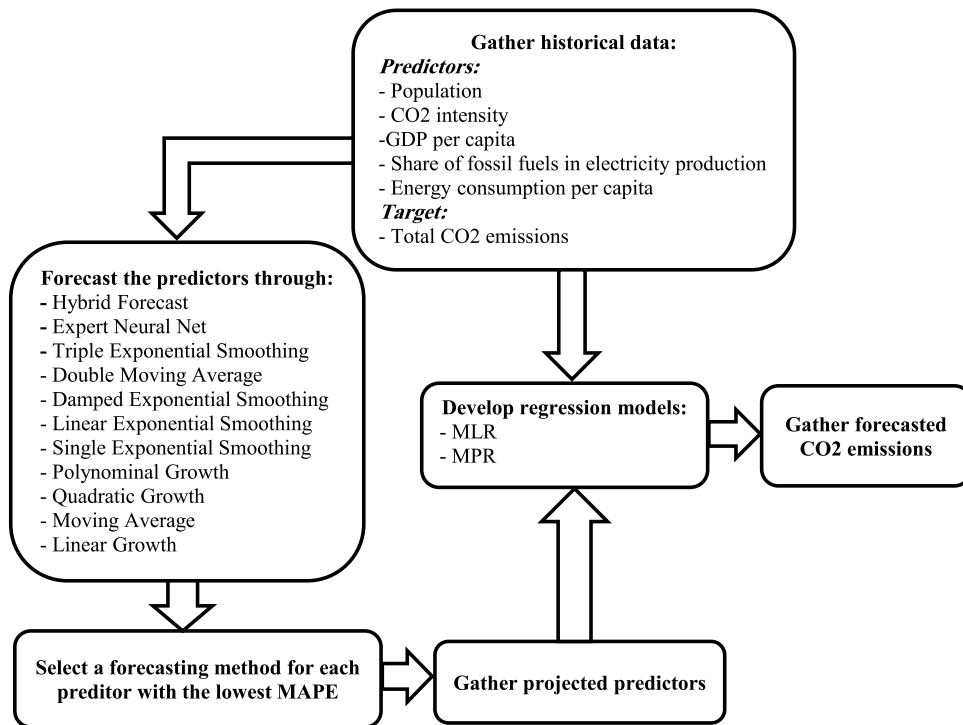 Gather historical data:
Predictors:
- Population
- CO2 intensity
-GDP per capita
- Share of fossil fuels in electricity production
- Energy consumption per capita
Target:
- Total CO2 emissions
Forecast the predictors through:
- Hybrid Forecast
- Expert Neural Net
- Triple Exponential Smoothing
- Double Moving Average
- Damped Exponential Smoothing
- Linear Exponential Smoothing
- Single Exponential Smoothing
- Polynominal Growth
- Quadratic Growth
- Moving Average
- Linear Growth
Select a forecasting method for each
preditor with the lowest MAPE
Gather projected predictors
Develop regression models:
- MLR
- MPR
Gather forecasted
CO2 emissions